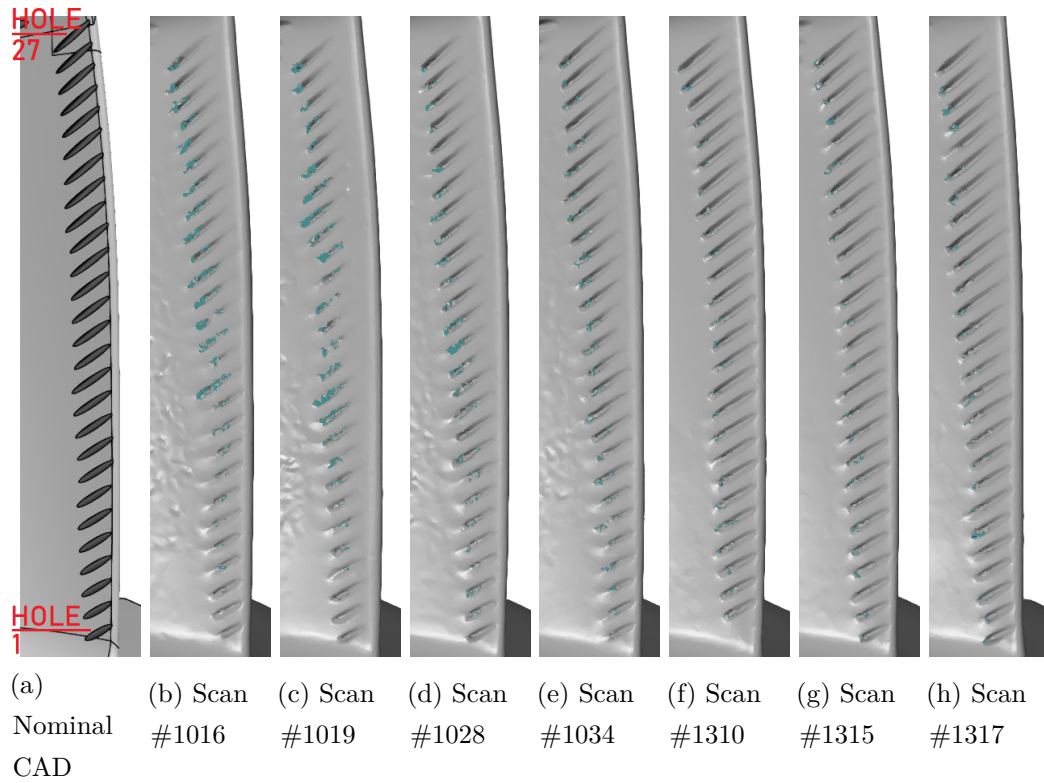 HOLE
27
HOLE
1
(a)
Nominal
CAD
(b) Scan
#1016
(c) Scan
#1019
(d) Scan
#1028
(e) Scan
#1034
(f) Scan
#1310
(g) Scan
#1315
(h) Scan
#1317